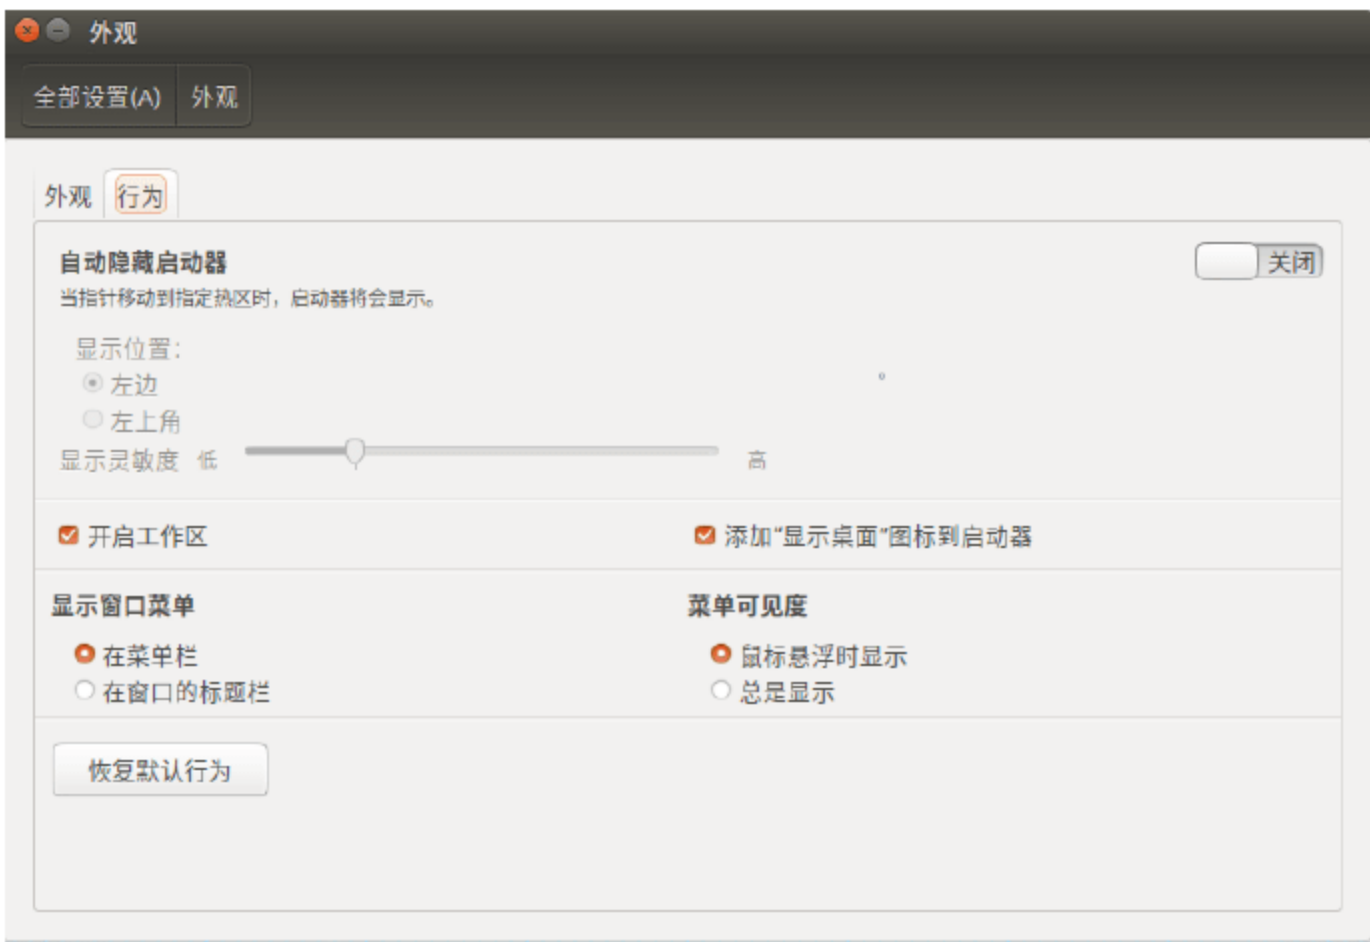 外观
全部设置(A) 外观
外观 行为
自动隐藏启动器 关闭
当指针移动到指定热区时，启动器将会显示。
显示位置：
左边
左上角
显示灵敏度 低 高
开启工作区 添加“显示桌面”图标到启动器
显示窗口菜单 菜单可见度
在菜单栏 鼠标悬浮时显示
在窗口的标题栏 总是显示
恢复默认行为